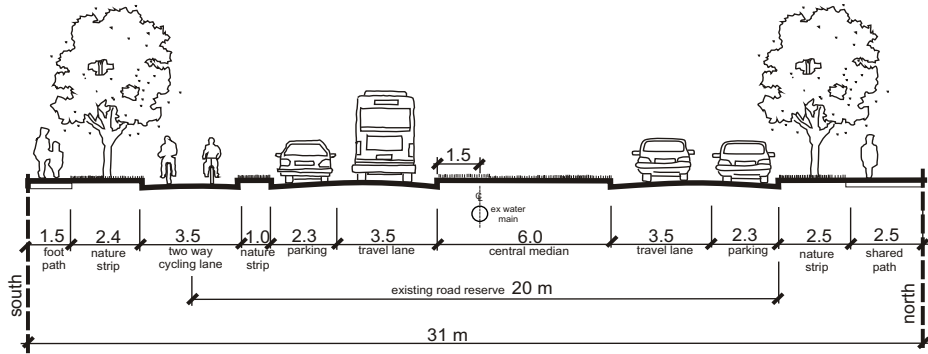 1.5
℄
ex water
main
1.5 2.4 3.5 1.0 2.3 3.5 6.0 3.5 2.3 2.5 2.5
foot
path
nature
strip
two way
cycling lane
nature
strip
parking
travel lane
central median
travel lane
parking
nature
strip
shared
path
existing road reserve 20 m
south
north
31 m